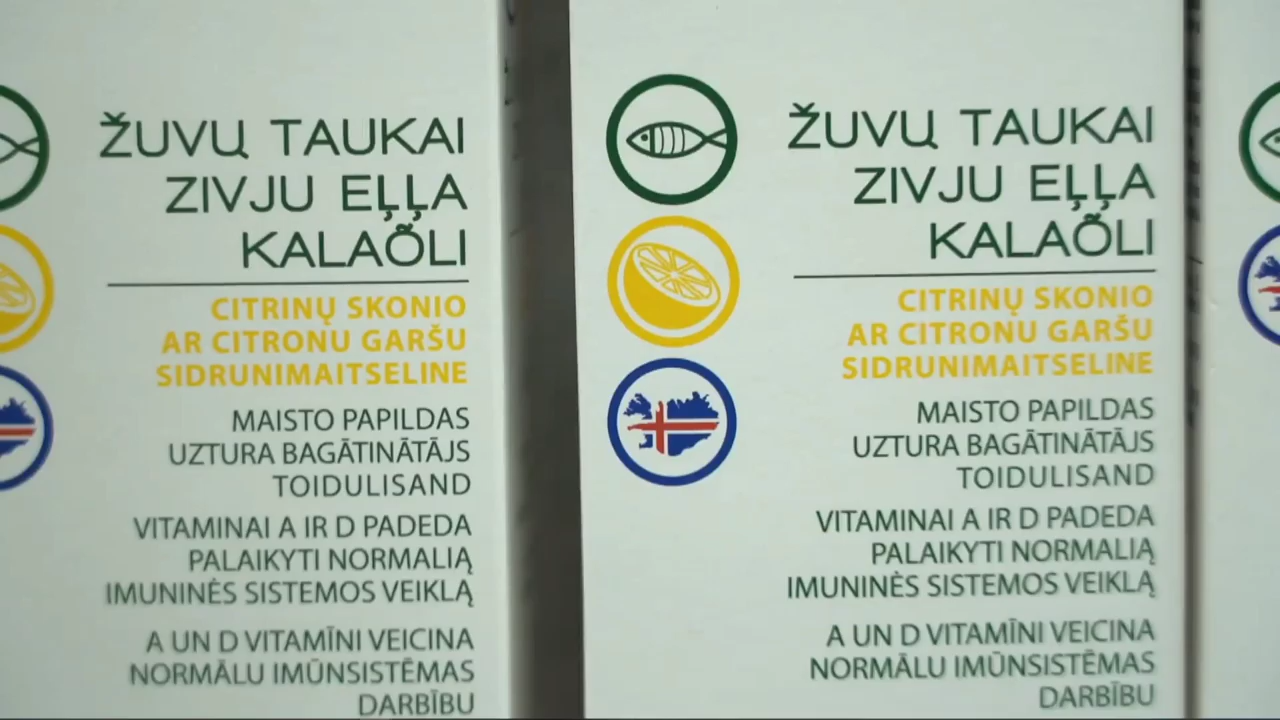 ŽUVŲ TAUKAI
ZIVJU EĻĻA
KALAÕLI
CITRINŲ SKONIO
AR CITRONU GARŠU
SIDRUNIMAITSELINE
MAISTO PAPILDAS
UZTURA BAGĀTINĀTĀJS
TOIDULISAND
VITAMINAI A IR D PADEDA
PALAIKYTI NORMALIĄ
IMUNINĖS SISTEMOS VEIKLĄ
A UN D VITAMĪNI VEICINA
NORMĀLU IMŪNSISTĒMAS
DARBĪBU
ŽUVŲ TAUKAI
ZIVJU EĻĻA
KALAÕLI
CITRINŲ SKONIO
AR CITRONU GARŠU
SIDRUNIMAITSELINE
MAISTO PAPILDAS
UZTURA BAGĀTINĀTĀJS
TOIDULISAND
VITAMINAI A IR D PADEDA
PALAIKYTI NORMALIĄ
IMUNINĖS SISTEMOS VEIKLĄ
A UN D VITAMĪNI VEICINA
NORMĀLU IMŪNSISTĒMAS
DARBĪBU